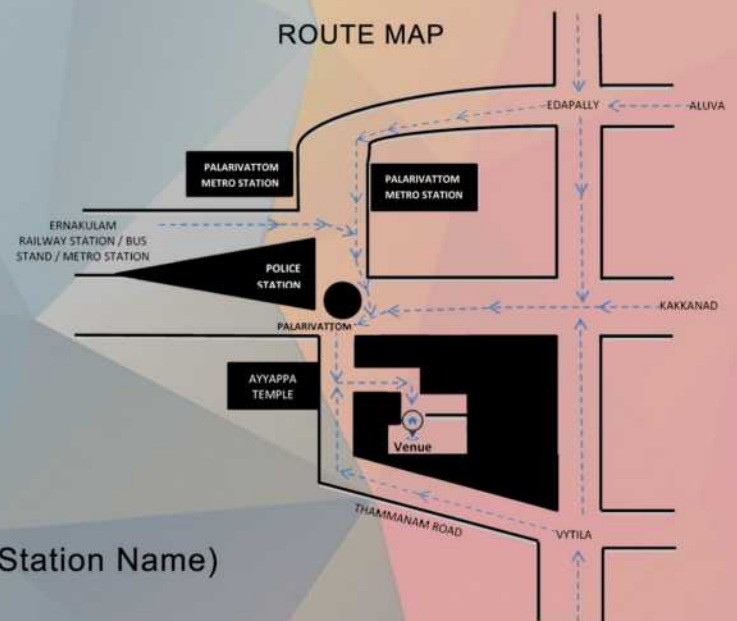 ROUTE MAP
EDAPALLY
ALUVA
PALARIVATTOM
METRO STATION
PALARIVATTOM
METRO STATION
ERNAKULAM
RAILWAY STATION / BUS
STAND / METRO STATION
POLICE
STATION
KAKKANAD
PALARIVATTOM
AYYAPPA
TEMPLE
Venue
THAMMANAM ROAD
VYTILA
Station Name)